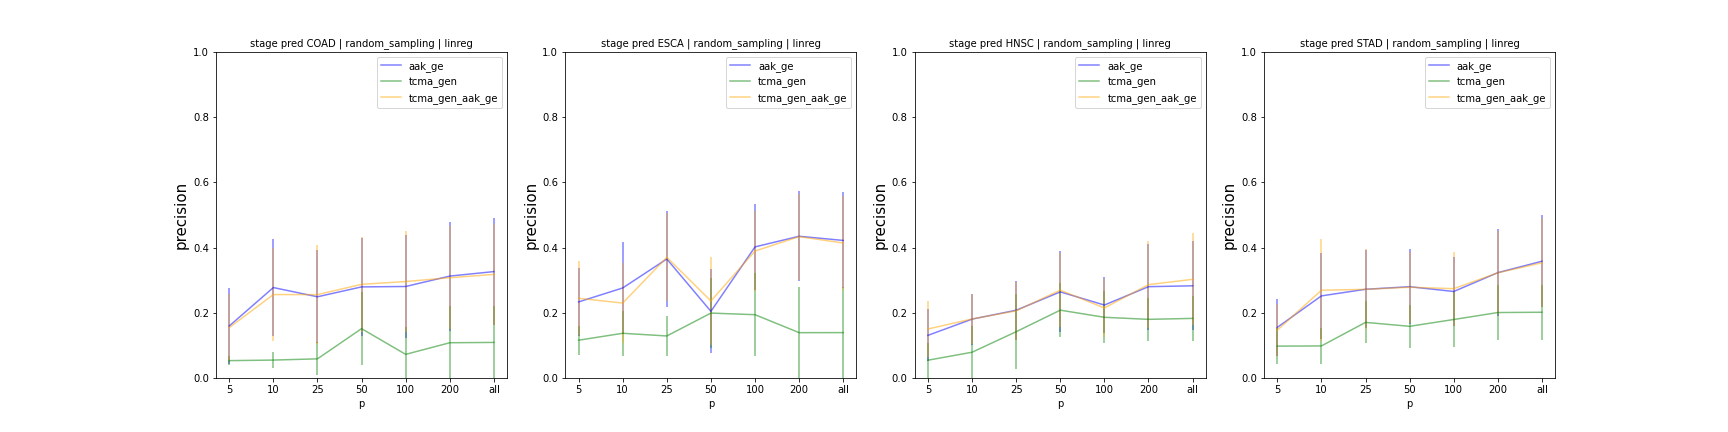 stage pred COAD | random_sampling | linreg
1.0
0.8
0.6
0.4
0.2
0.0
precision
5 10 25 50 100 200 all
p
aak_ge
tcma_gen
tcma_gen_aak_ge
stage pred ESCA | random_sampling | linreg
1.0
0.8
0.6
0.4
0.2
0.0
precision
5 10 25 50 100 200 all
p
aak_ge
tcma_gen
tcma_gen_aak_ge
stage pred HNSC | random_sampling | linreg
1.0
0.8
0.6
0.4
0.2
0.0
precision
5 10 25 50 100 200 all
p
aak_ge
tcma_gen
tcma_gen_aak_ge
stage pred STAD | random_sampling | linreg
1.0
0.8
0.6
0.4
0.2
0.0
precision
5 10 25 50 100 200 all
p
aak_ge
tcma_gen
tcma_gen_aak_ge